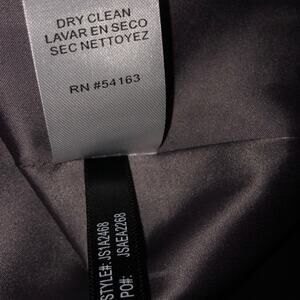 DRY CLEAN
LAVAR EN SECO
SEC NETTOYEZ
RN #54163
STYLE#: JS1A2468
PO#: JSAEA2268